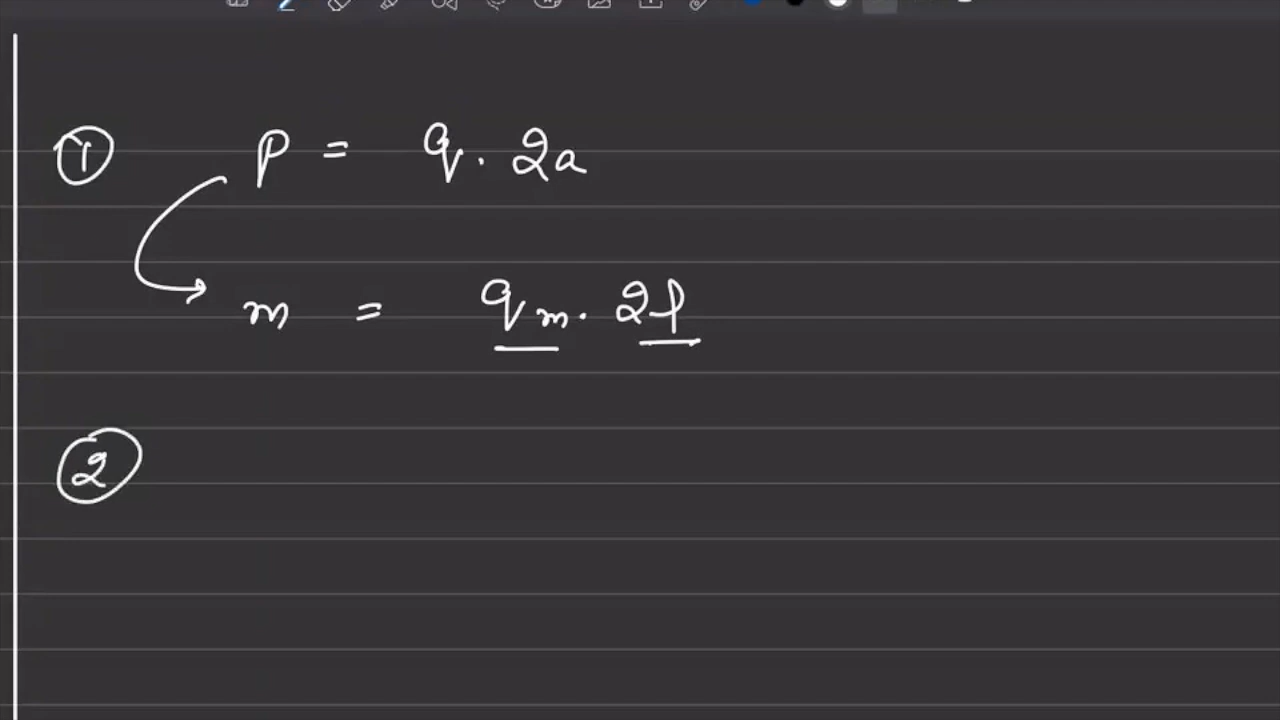 ① p = q . 2a
m = qₘ . 2l
②